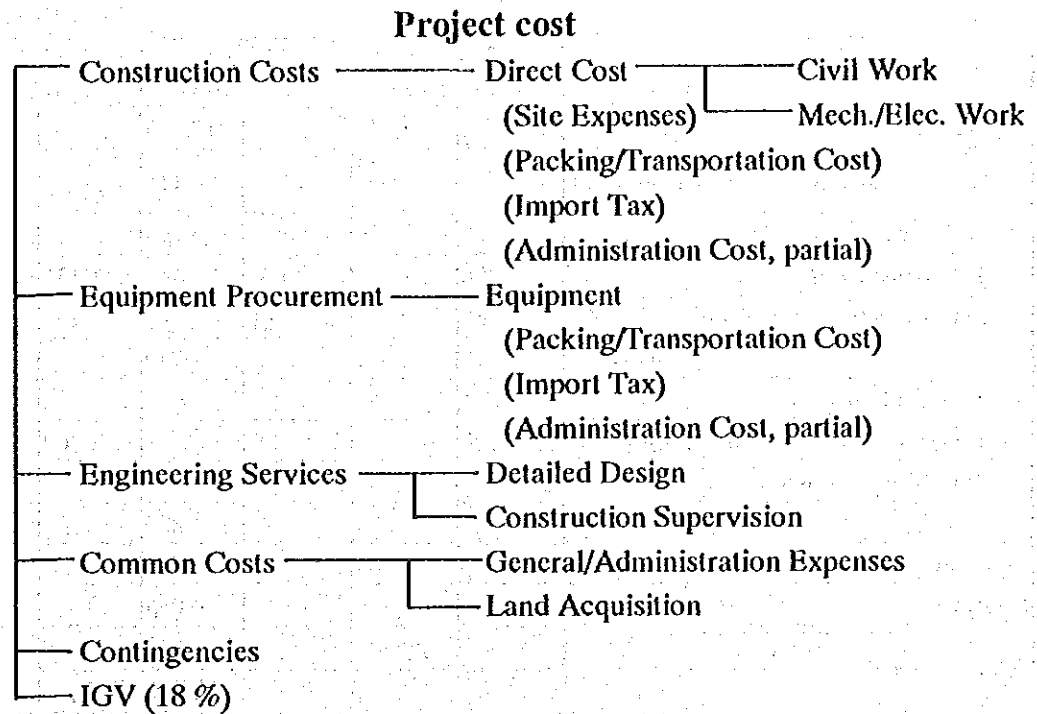 Project cost
Construction Costs Direct Cost Civil Work
(Site Expenses) Mech./Elec. Work
(Packing/Transportation Cost)
(Import Tax)
(Administration Cost, partial)
Equipment Procurement Equipment
(Packing/Transportation Cost)
(Import Tax)
(Administration Cost, partial)
Engineering Services Detailed Design
Construction Supervision
Common Costs General/Administration Expenses
Land Acquisition
Contingencies
IGV (18 %)